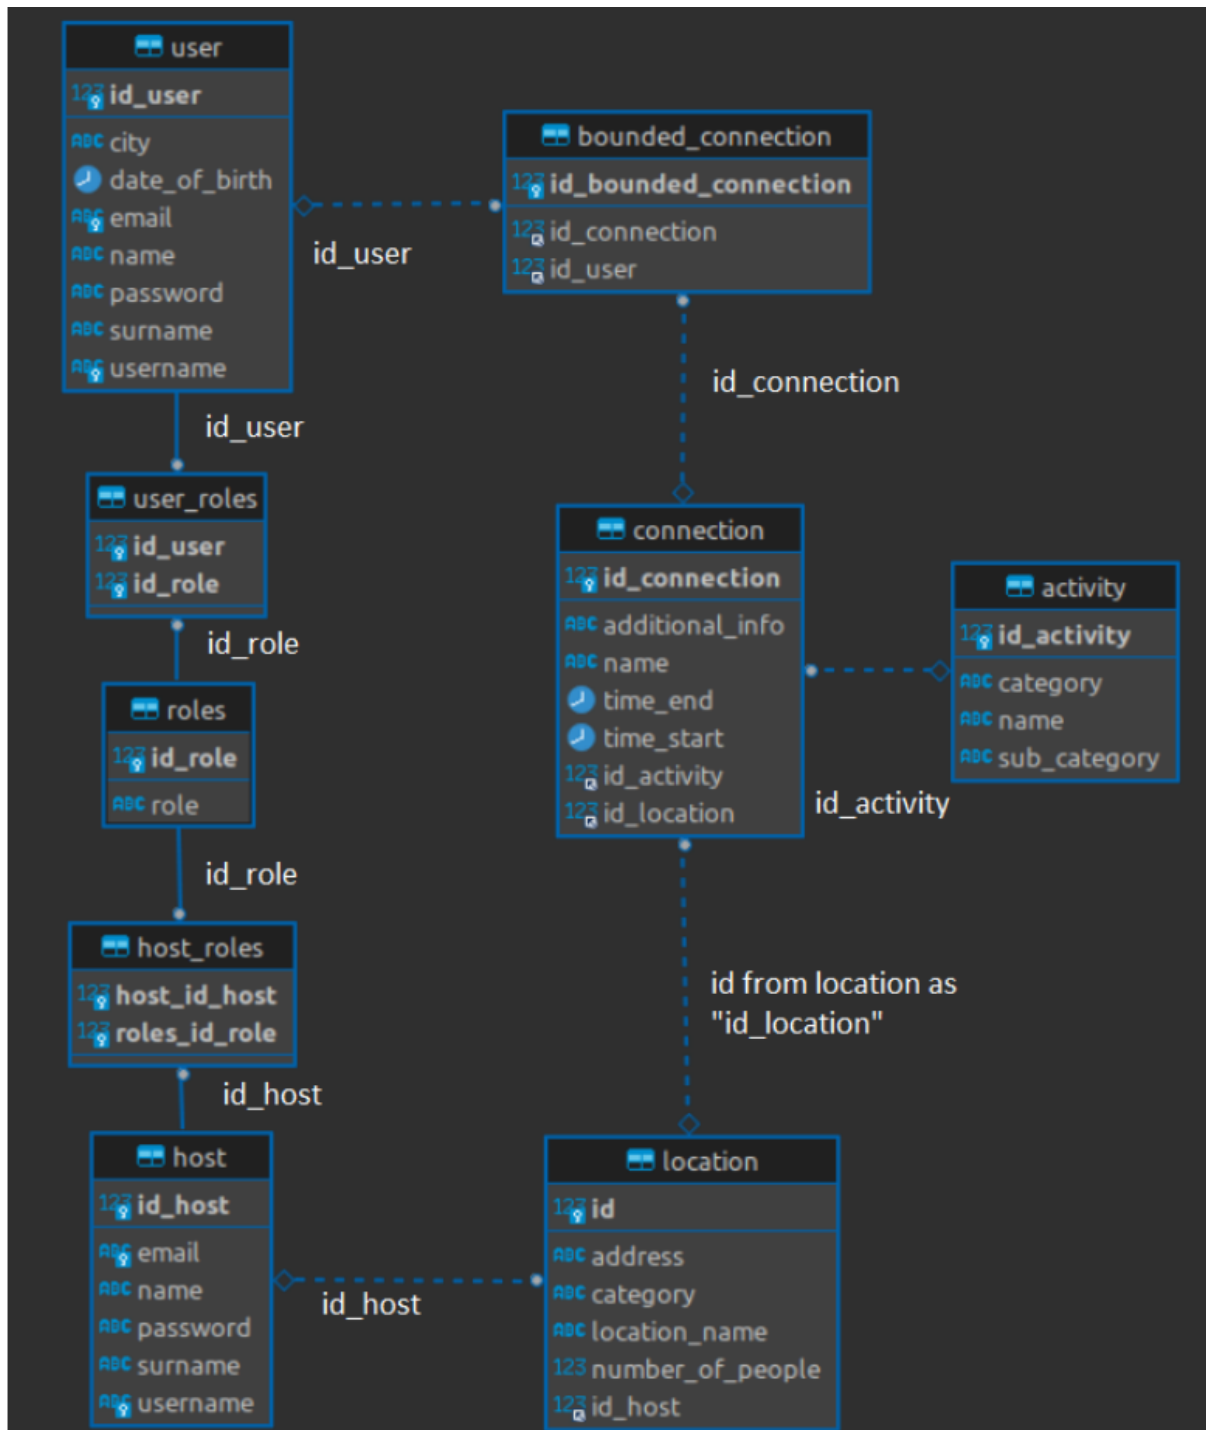 user
id_user
city
date_of_birth
email
name
password
surname
username
id_user
bounded_connection
id_bounded_connection
id_connection
id_user
id_connection
id_user
user_roles
id_user
id_role
id_role
roles
id_role
role
id_role
host_roles
host_id_host
roles_id_role
id_host
host
id_host
email
name
password
surname
username
id_host
connection
id_connection
additional_info
name
time_end
time_start
id_activity
id_location
activity
id_activity
category
name
sub_category
id_activity
id from location as
"id_location"
location
id
address
category
location_name
number_of_people
id_host